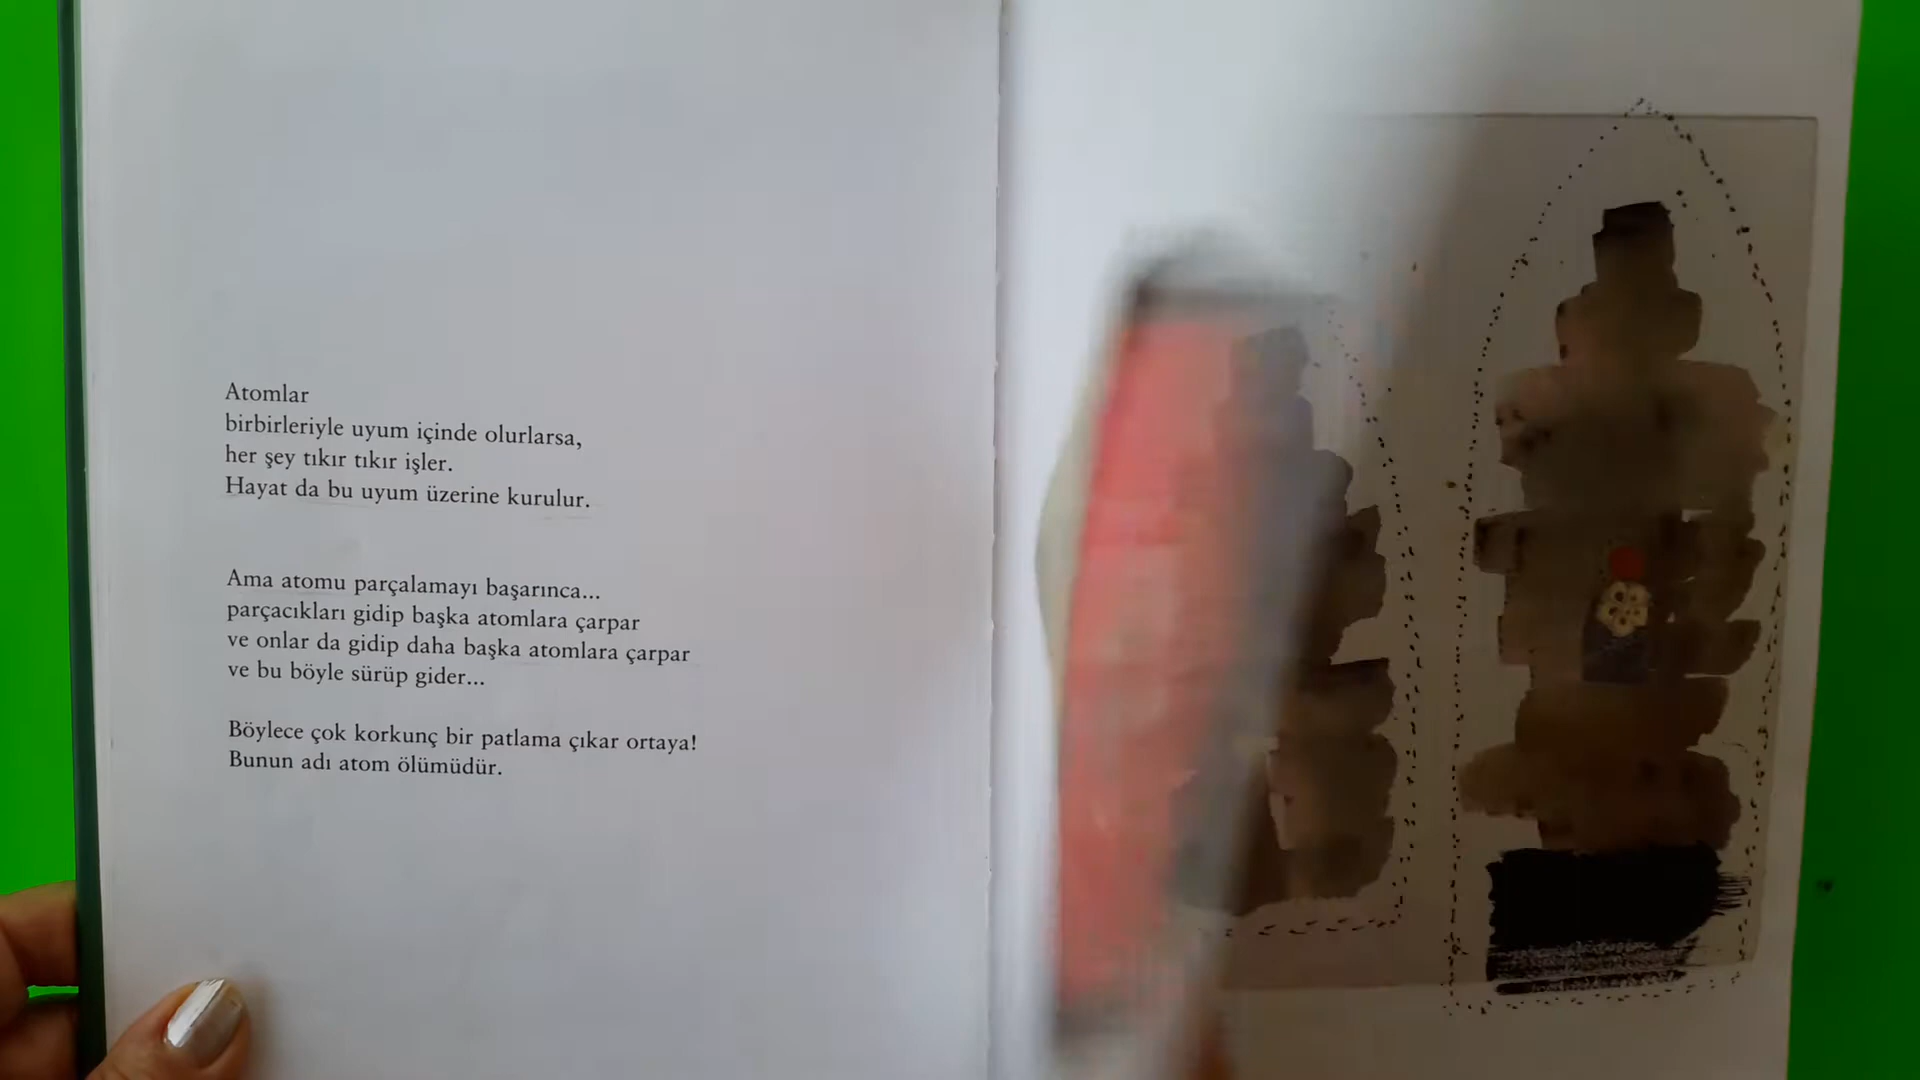 Atomlar
birbirleriyle uyum içinde olurlarsa,
her şey tıkır tıkır işler.
Hayat da bu uyum üzerine kurulur.
Ama atomu parçalamayı başarınca...
parçacıkları gidip başka atomlara çarpar
ve onlar da gidip daha başka atomlara çarpar
ve bu böyle sürüp gider...
Böylece çok korkunç bir patlama çıkar ortaya!
Bunun adı atom ölümüdür.